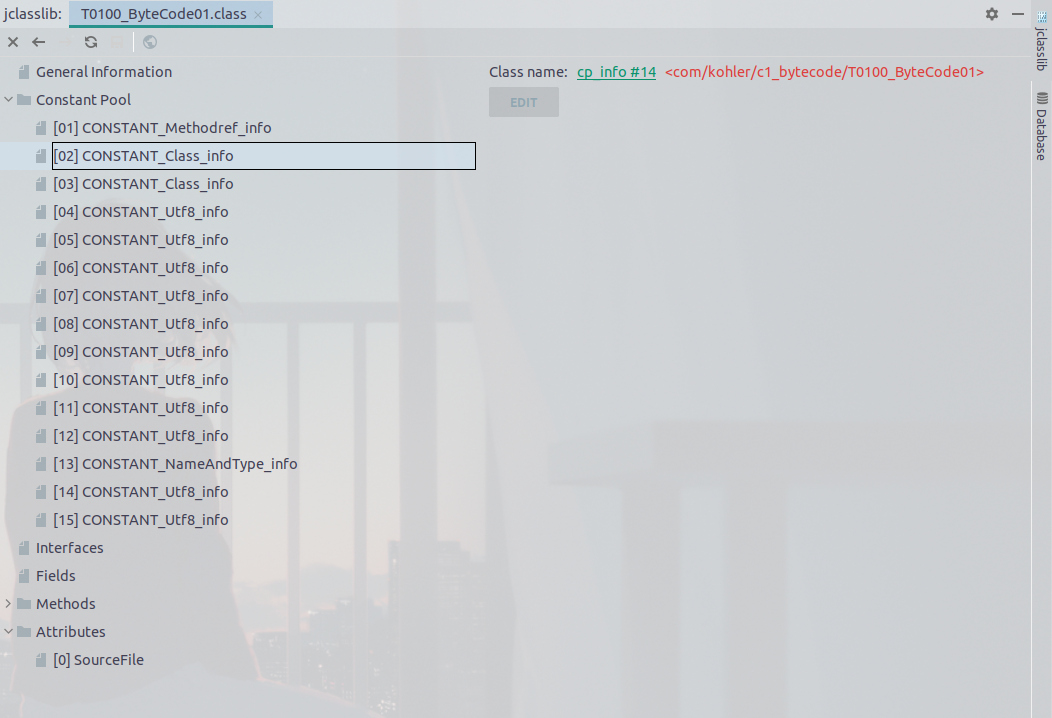 jclasslib: T0100_ByteCode01.class
General Information
Constant Pool
[01] CONSTANT_Methodref_info
[02] CONSTANT_Class_info
[03] CONSTANT_Class_info
[04] CONSTANT_Utf8_info
[05] CONSTANT_Utf8_info
[06] CONSTANT_Utf8_info
[07] CONSTANT_Utf8_info
[08] CONSTANT_Utf8_info
[09] CONSTANT_Utf8_info
[10] CONSTANT_Utf8_info
[11] CONSTANT_Utf8_info
[12] CONSTANT_Utf8_info
[13] CONSTANT_NameAndType_info
[14] CONSTANT_Utf8_info
[15] CONSTANT_Utf8_info
Interfaces
Fields
Methods
Attributes
[0] SourceFile
Class name: cp_info #14 <com/kohler/c1_bytecode/T0100_ByteCode01>
EDIT
jclasslib
Database